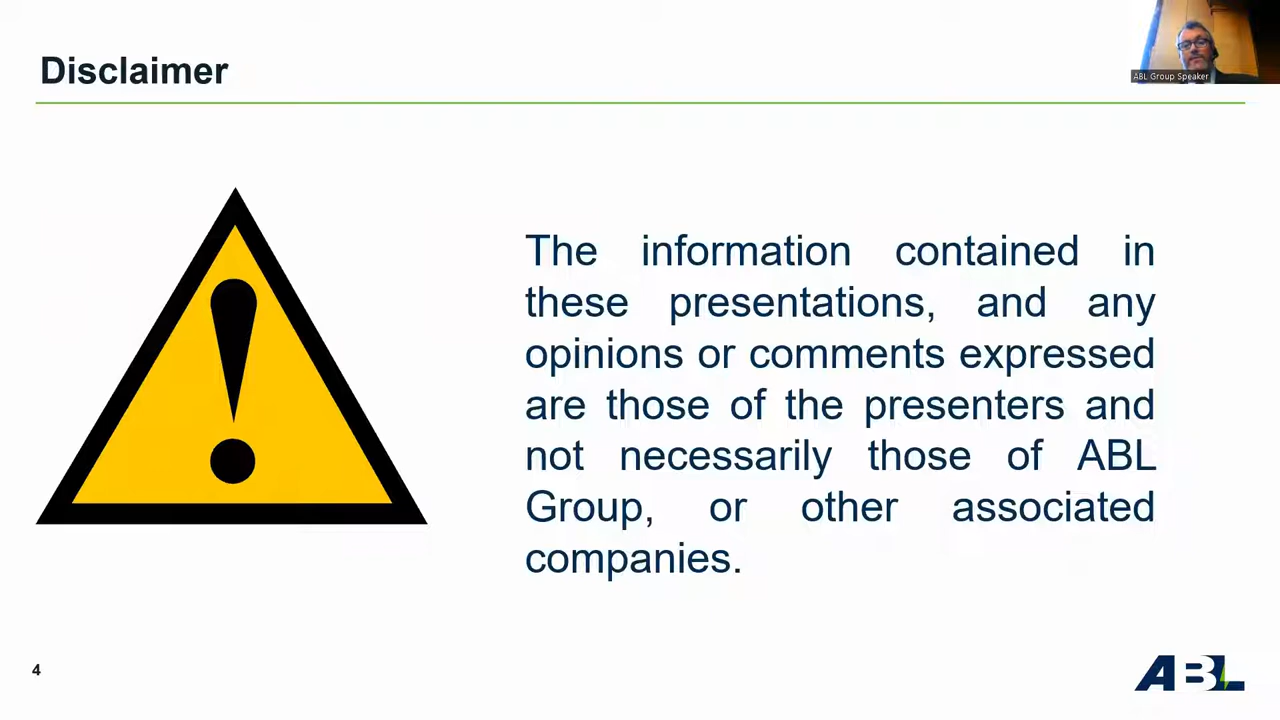 Disclaimer
ABL Group Speaker
The information contained in
these presentations, and any
opinions or comments expressed
are those of the presenters and
not necessarily those of ABL
Group, or other associated
companies.
4
ABL